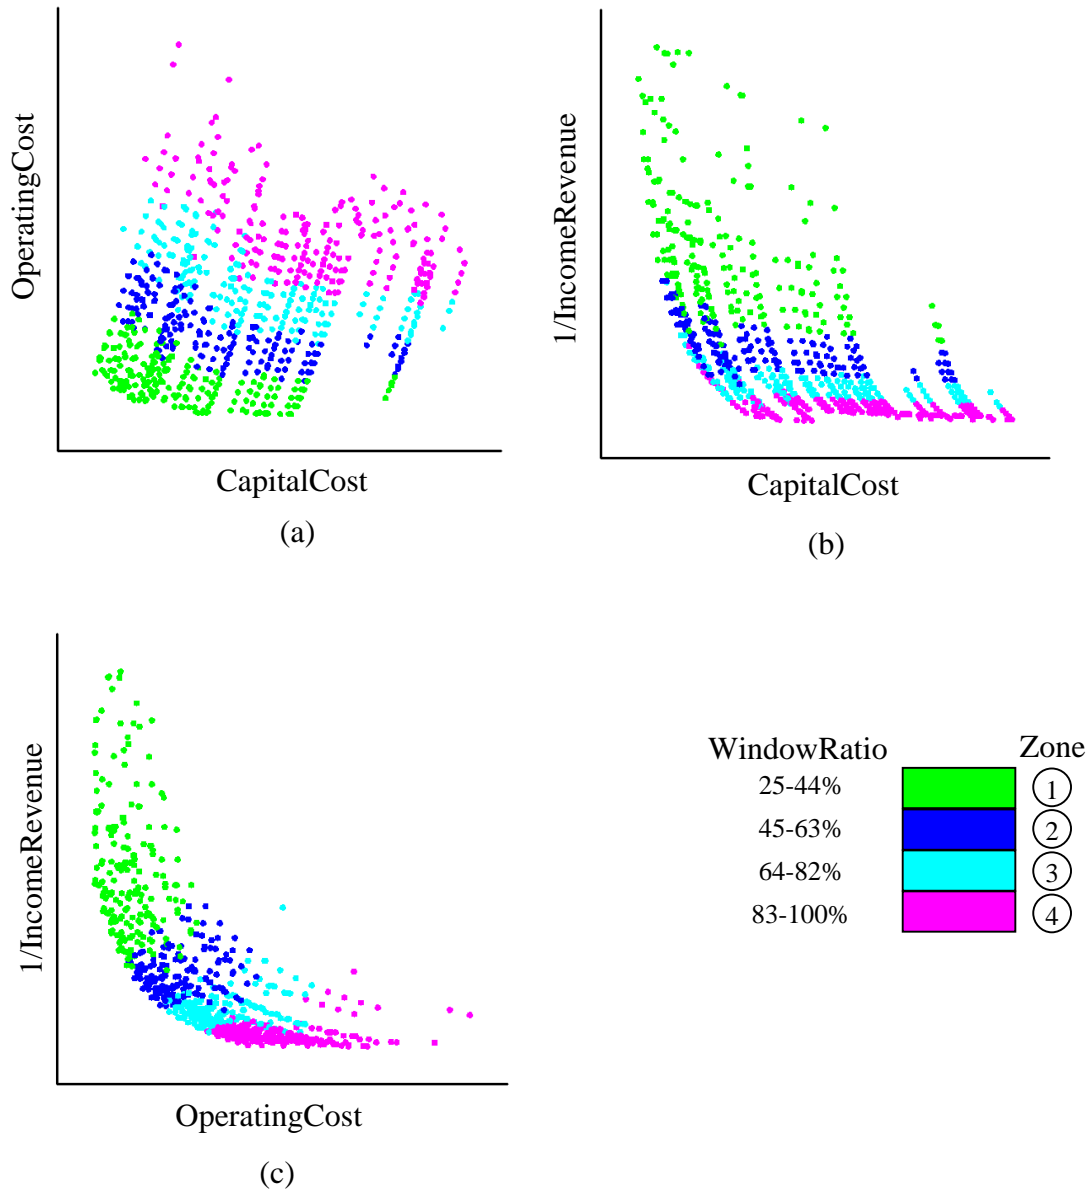 OperatingCost
CapitalCost
(a)
1/IncomeRevenue
CapitalCost
(b)
1/IncomeRevenue
OperatingCost
(c)
WindowRatio Zone
25-44% 1
45-63% 2
64-82% 3
83-100% 4